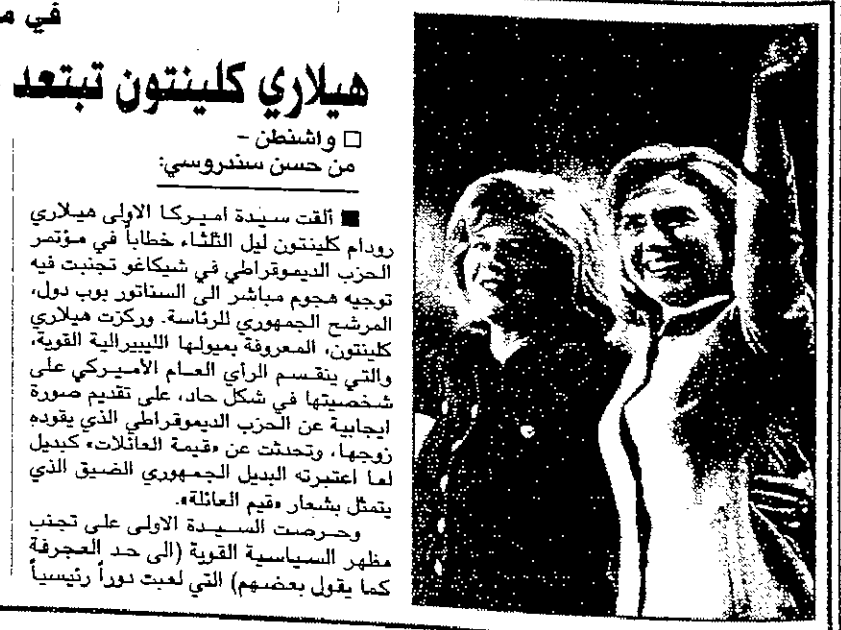 في
هيلاري كلينتون تبتعد
□ واشنطن -
من حسن سندروسي:
■ ألقت سيدة اميركا الاولى هيلاري
رودام كلينتون ليل الثلثاء خطاباً في مؤتمر
الحزب الديموقراطي في شيكاغو تجنبت فيه
توجيه هجوم مباشر الى السناتور بوب دول،
المرشح الجمهوري للرئاسة. وركزت هيلاري
كلينتون، المعروفة بميولها الليبيرالية القوية،
والتي ينقسم الرأي العام الأميركي على
شخصيتها في شكل حاد، على تقديم صورة
ايجابية عن الحزب الديموقراطي الذي يقوده
زوجها، وتحدثت عن «قيمة العائلات» كبديل
لما اعتبرته البديل الجمهوري الضيق الذي
يتمثل بشعار «قيم العائلة».
وحرصت السيدة الاولى على تجنب
مظهر السياسية القوية (الى حد العجرفة
كما يقول بعضهم) التي لعبت دوراً رئيسياً